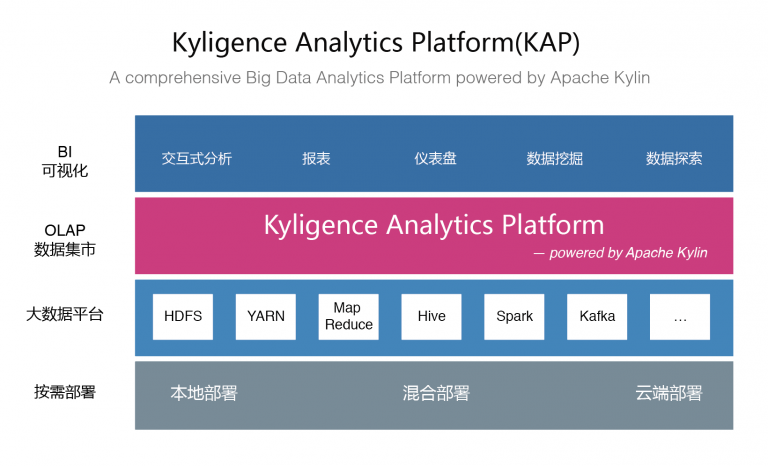 Kyligence Analytics Platform(KAP)
A comprehensive Big Data Analytics Platform powered by Apache Kylin
BI
可视化
交互式分析 报表 仪表盘 数据挖掘 数据探索
OLAP
数据集市
Kyligence Analytics Platform
— powered by Apache Kylin
大数据平台
HDFS YARN Map
Reduce Hive Spark Kafka ...
按需部署
本地部署 混合部署 云端部署